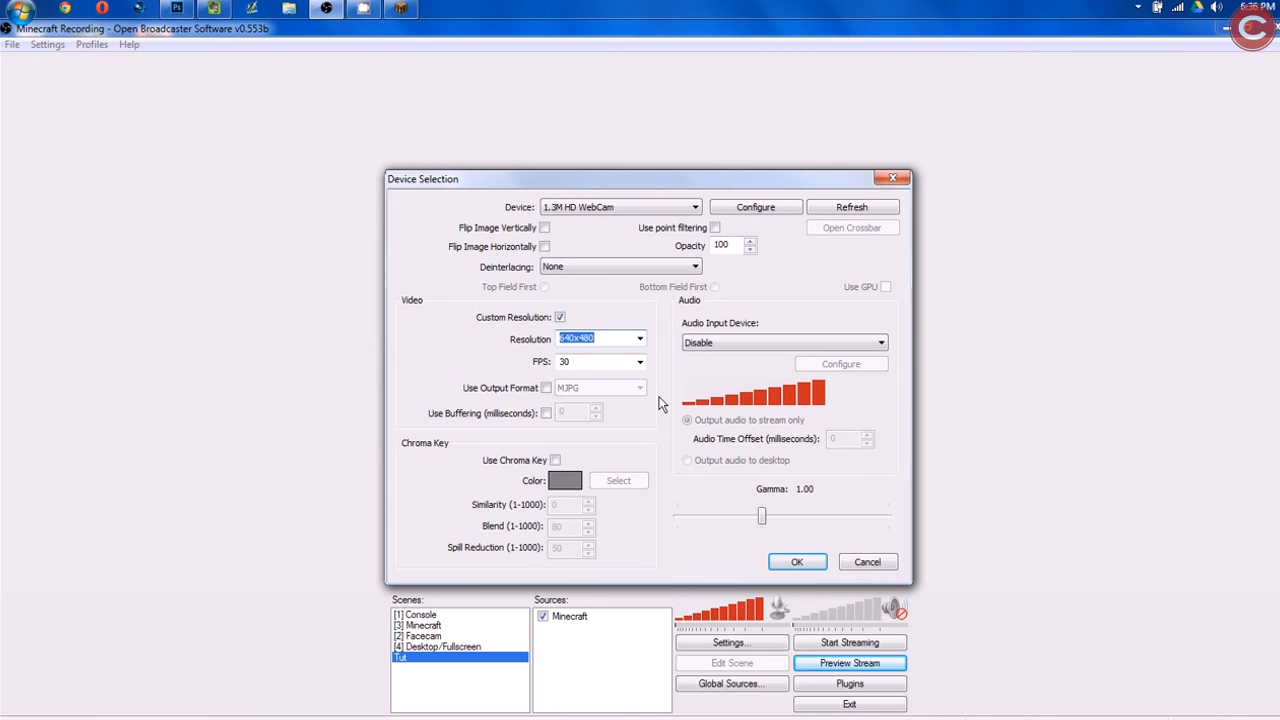 6:36 PM
Minecraft Recording - Open Broadcaster Software v0.553b
File Settings Profiles Help
Device Selection
Device: 1.3M HD WebCam Configure Refresh
Flip Image Vertically Use point filtering Open Crossbar
Flip Image Horizontally Opacity 100
Deinterlacing: None
Top Field First Bottom Field First Use GPU
Video
Custom Resolution:
Resolution 640x480
FPS: 30
Use Output Format MJPG
Use Buffering (milliseconds): 0
Chroma Key
Use Chroma Key
Color: Select
Similarity (1-1000): 0
Blend (1-1000): 80
Spill Reduction (1-1000): 50
Audio
Audio Input Device:
Disable
Configure
Output audio to stream only
Audio Time Offset (milliseconds): 0
Output audio to desktop
Gamma: 1.00
OK Cancel
Scenes:
[1] Console
[3] Minecraft
[2] Facecam
[4] Desktop/Fullscreen
Tut
Sources:
Minecraft
Settings... Start Streaming
Edit Scene Preview Stream
Global Sources... Plugins
Exit